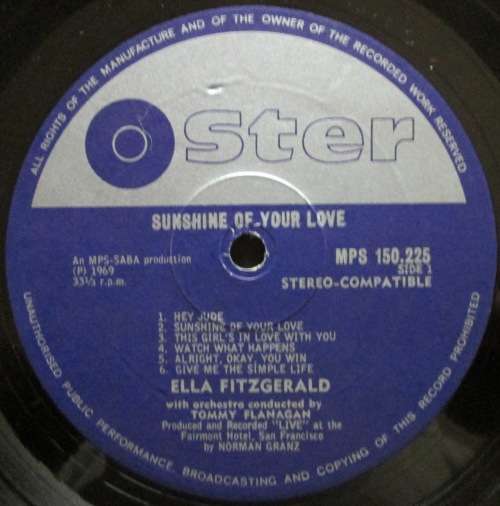 ALL RIGHTS OF THE MANUFACTURE AND OF THE OWNER OF THE RECORDED WORK RESERVED
Ster
SUNSHINE OF YOUR LOVE
An MPS-SABA production
(P) 1969
33⅓ r.p.m.
MPS 150.225
SIDE 1
STEREO-COMPATIBLE
1. HEY JUDE
2. SUNSHINE OF YOUR LOVE
3. THIS GIRL'S IN LOVE WITH YOU
4. WATCH WHAT HAPPENS
5. ALRIGHT, OKAY, YOU WIN
6. GIVE ME THE SIMPLE LIFE
ELLA FITZGERALD
with orchestra conducted by
TOMMY FLANAGAN
Produced and Recorded "LIVE" at the
Fairmont Hotel, San Francisco
by NORMAN GRANZ
UNAUTHORISED PUBLIC PERFORMANCE, BROADCASTING AND COPYING OF THIS RECORD PROHIBITED